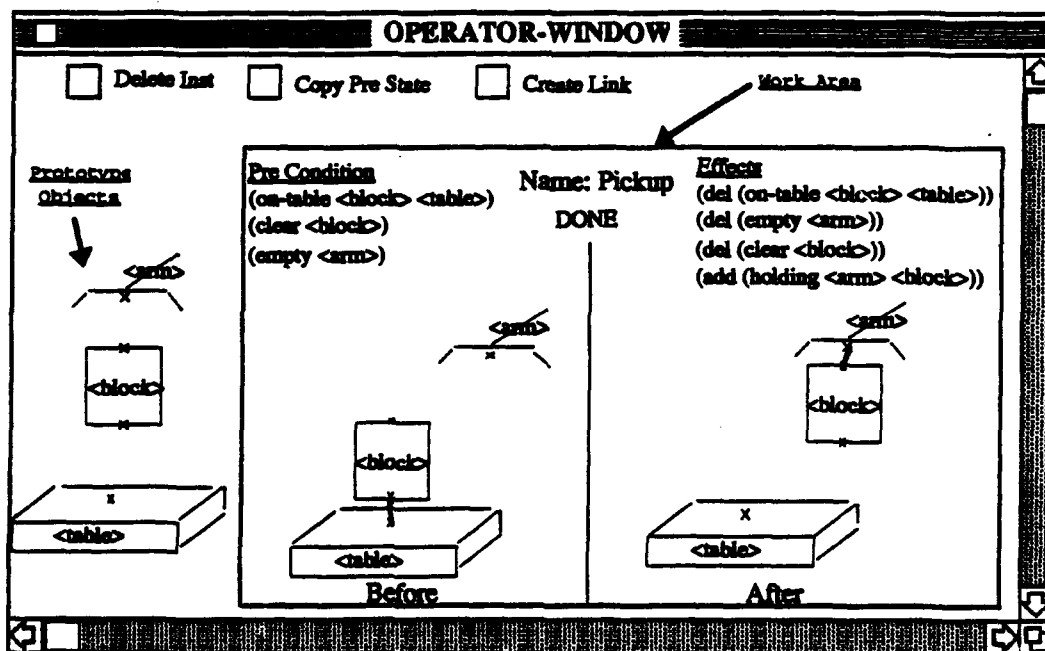 OPERATOR-WINDOW
Delete Inst
Copy Pre State
Create Link
Work Area
Prototype
Objects
<arm>
<block>
<table>
Pre Condition
(on-table <block> <table>)
(clear <block>)
(empty <arm>)
Name: Pickup
DONE
Effects
(del (on-table <block> <table>))
(del (empty <arm>))
(del (clear <block>))
(add (holding <arm> <block>))
<arm>
<block>
<table>
Before
<arm>
<block>
<table>
After